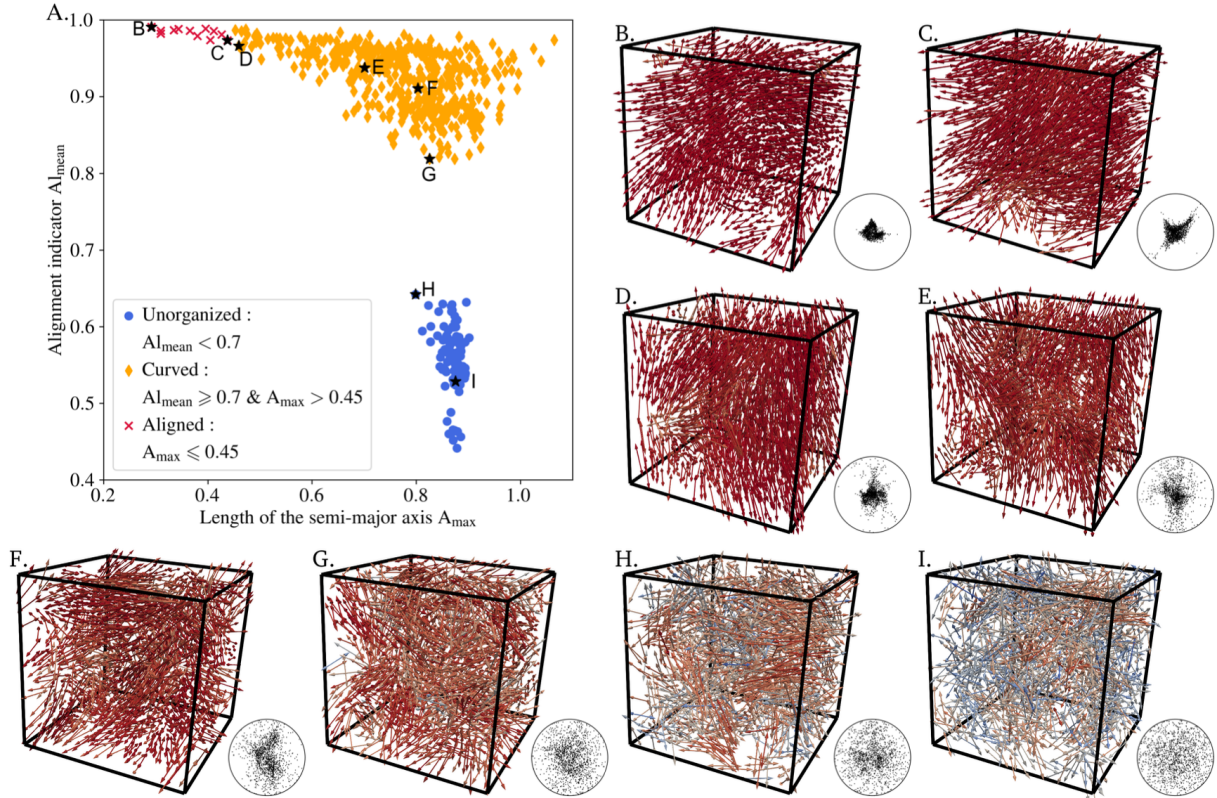 A.
1.0
0.9
0.8
0.7
0.6
0.5
0.4
Alignment indicator Al_mean
B
C
D
E
F
G
H
I
Unorganized :
Al_mean < 0.7
Curved :
Al_mean ⩾ 0.7 & A_max > 0.45
Aligned :
A_max ⩽ 0.45
0.2
0.4
0.6
0.8
1.0
Length of the semi-major axis A_max
B.
C.
D.
E.
F.
G.
H.
I.